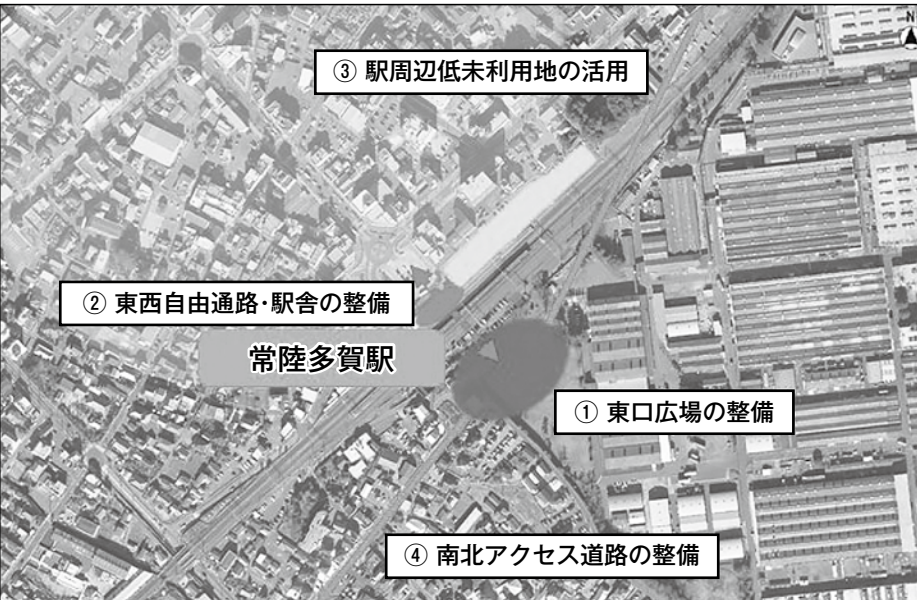 N
③ 駅周辺低未利用地の活用
② 東西自由通路･駅舎の整備
常陸多賀駅
① 東口広場の整備
④ 南北アクセス道路の整備